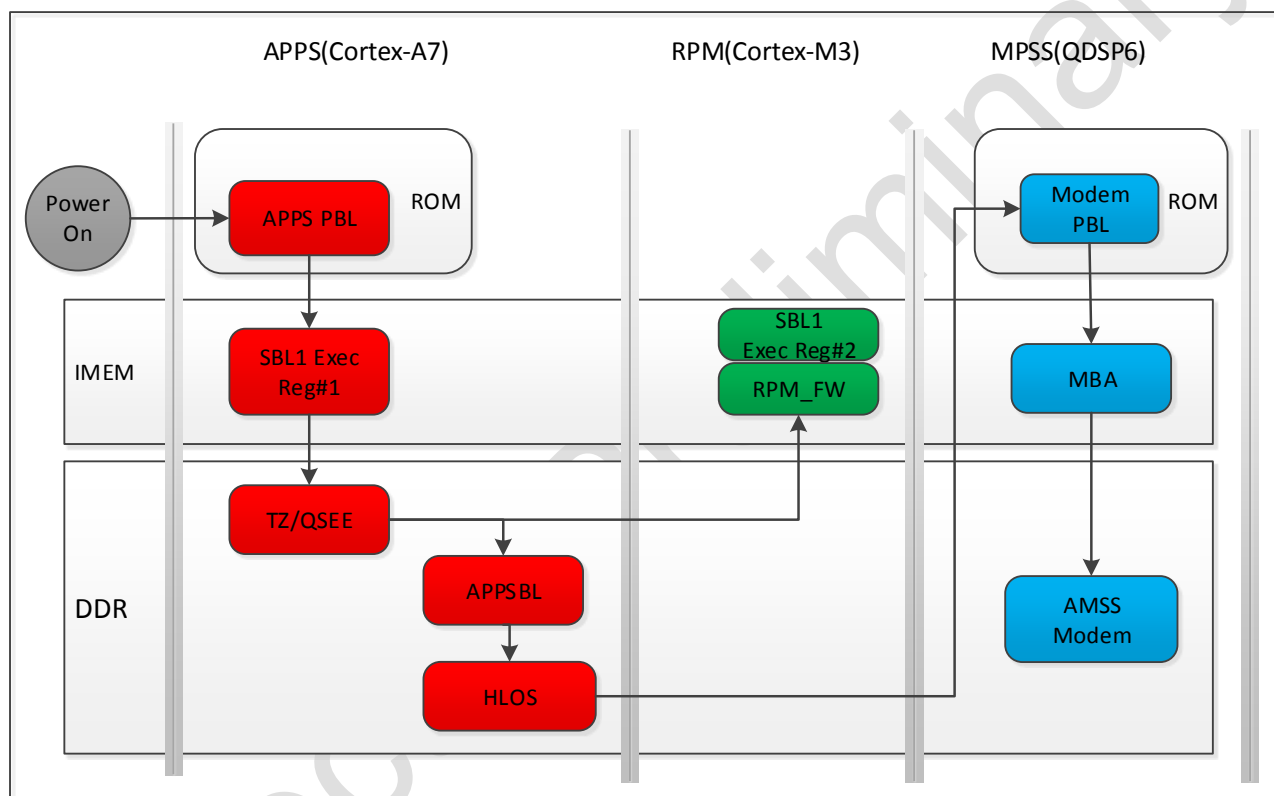 APPS(Cortex-A7)
RPM(Cortex-M3)
MPSS(QDSP6)
Power
On
APPS PBL
ROM
Modem
PBL
ROM
IMEM
SBL1 Exec
Reg#1
SBL1
Exec Reg#2
RPM_FW
MBA
DDR
TZ/QSEE
APPSBL
HLOS
AMSS
Modem